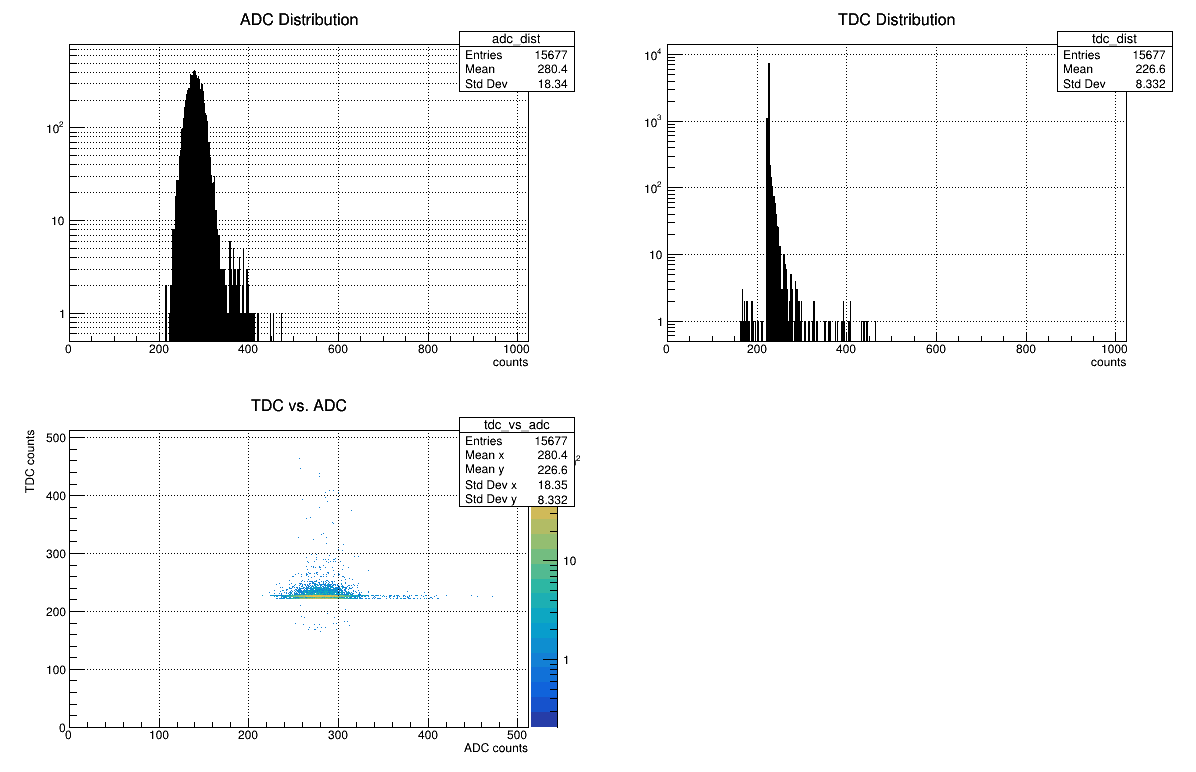 ADC Distribution
adc_dist
Entries 15677
Mean 280.4
Std Dev 18.34
10²
10
1
0 200 400 600 800 1000
counts
TDC Distribution
tdc_dist
Entries 15677
Mean 226.6
Std Dev 8.332
10⁴
10³
10²
10
1
0 200 400 600 800 1000
counts
TDC vs. ADC
tdc_vs_adc
Entries 15677
Mean x 280.4
Mean y 226.6
Std Dev x 18.35
Std Dev y 8.332
TDC counts
500
400
300
200
100
0
0 100 200 300 400 500
ADC counts
2
10
1